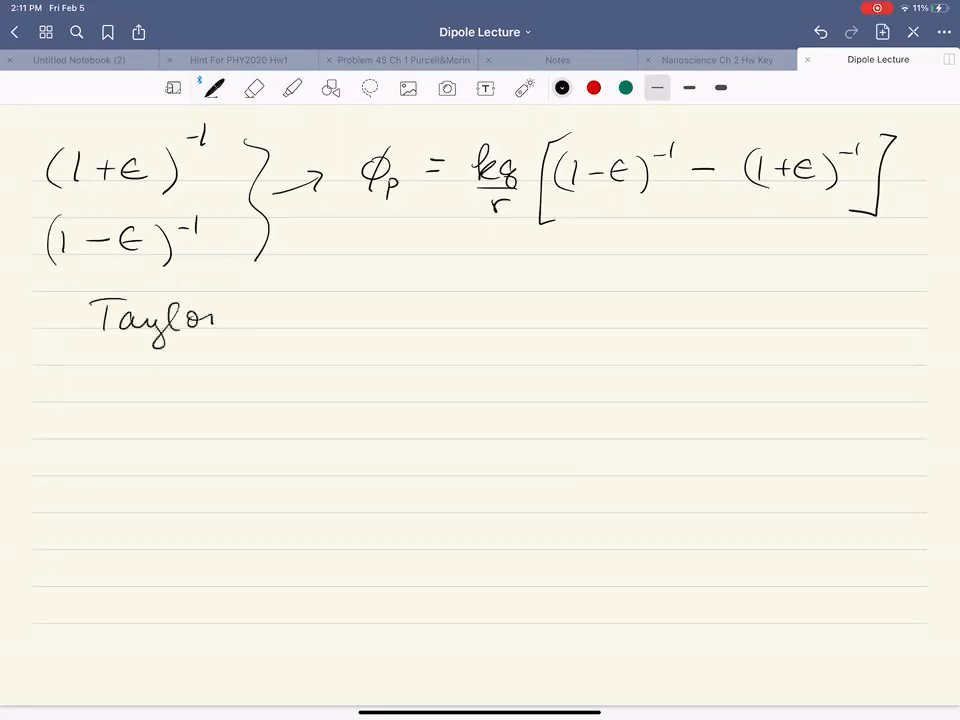 2:11 PM Fri Feb 5
11%
Dipole Lecture
Untitled Notebook (2)
Hint For PHY2020 Hw1
Problem 45 Ch 1 Purcell&Morin
Notes
Nanoscience Ch 2 Hw Key
Dipole Lecture
(1+ϵ)⁻¹ } → ϕₚ = kq/r [(1-ϵ)⁻¹ - (1+ϵ)⁻¹]
(1-ϵ)⁻¹
Taylor